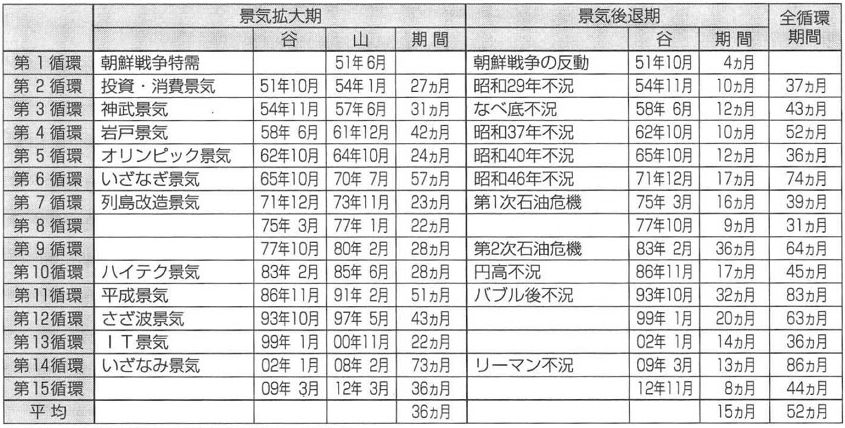 景気拡大期 景気後退期 全循環期間
谷 山 期間 谷 期間
第1循環 朝鮮戦争特需 51年6月 朝鮮戦争の反動 51年10月 4ヵ月
第2循環 投資・消費景気 51年10月 54年1月 27ヵ月 昭和29年不況 54年11月 10ヵ月 37ヵ月
第3循環 神武景気 54年11月 57年6月 31ヵ月 なべ底不況 58年6月 12ヵ月 43ヵ月
第4循環 岩戸景気 58年6月 61年12月 42ヵ月 昭和37年不況 62年10月 10ヵ月 52ヵ月
第5循環 オリンピック景気 62年10月 64年10月 24ヵ月 昭和40年不況 65年10月 12ヵ月 36ヵ月
第6循環 いざなぎ景気 65年10月 70年7月 57ヵ月 昭和46年不況 71年12月 17ヵ月 74ヵ月
第7循環 列島改造景気 71年12月 73年11月 23ヵ月 第1次石油危機 75年3月 16ヵ月 39ヵ月
第8循環 75年3月 77年1月 22ヵ月 77年10月 9ヵ月 31ヵ月
第9循環 77年10月 80年2月 28ヵ月 第2次石油危機 83年2月 36ヵ月 64ヵ月
第10循環 ハイテク景気 83年2月 85年6月 28ヵ月 円高不況 86年11月 17ヵ月 45ヵ月
第11循環 平成景気 86年11月 91年2月 51ヵ月 バブル後不況 93年10月 32ヵ月 83ヵ月
第12循環 さざ波景気 93年10月 97年5月 43ヵ月 99年1月 20ヵ月 63ヵ月
第13循環 IT景気 99年1月 00年11月 22ヵ月 02年1月 14ヵ月 36ヵ月
第14循環 いざなみ景気 02年1月 08年2月 73ヵ月 リーマン不況 09年3月 13ヵ月 86ヵ月
第15循環 09年3月 12年3月 36ヵ月 12年11月 8ヵ月 44ヵ月
平均 36ヵ月 15ヵ月 52ヵ月